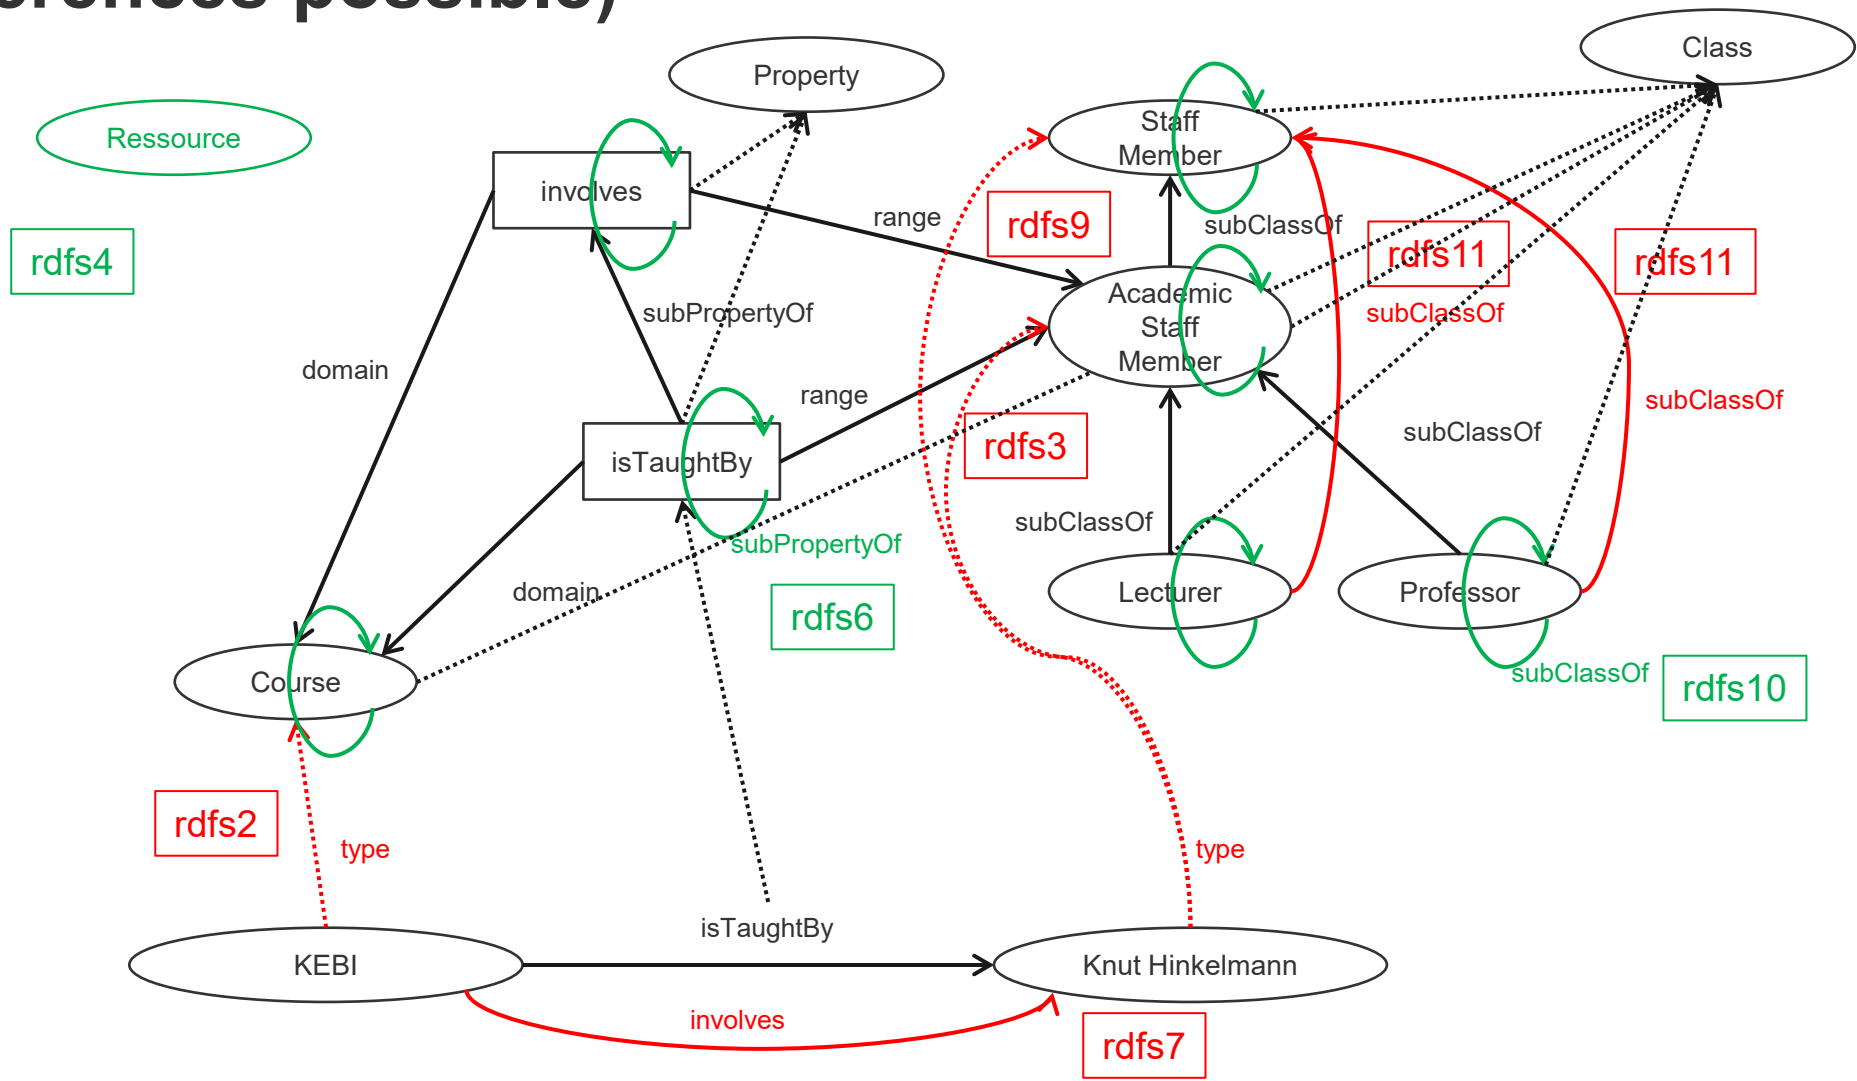 erences possible)
Class
Property
Staff
Member
Ressource
involves
range
rdfs9
subClassOf
rdfs11
rdfs11
rdfs4
Academic
Staff
Member
subPropertyOf
subClassOf
domain
range
subClassOf
subClassOf
rdfs3
isTaughtBy
subClassOf
subPropertyOf
domain
Lecturer
Professor
rdfs6
subClassOf
rdfs10
Course
rdfs2
type
type
isTaughtBy
KEBI
Knut Hinkelmann
involves
rdfs7